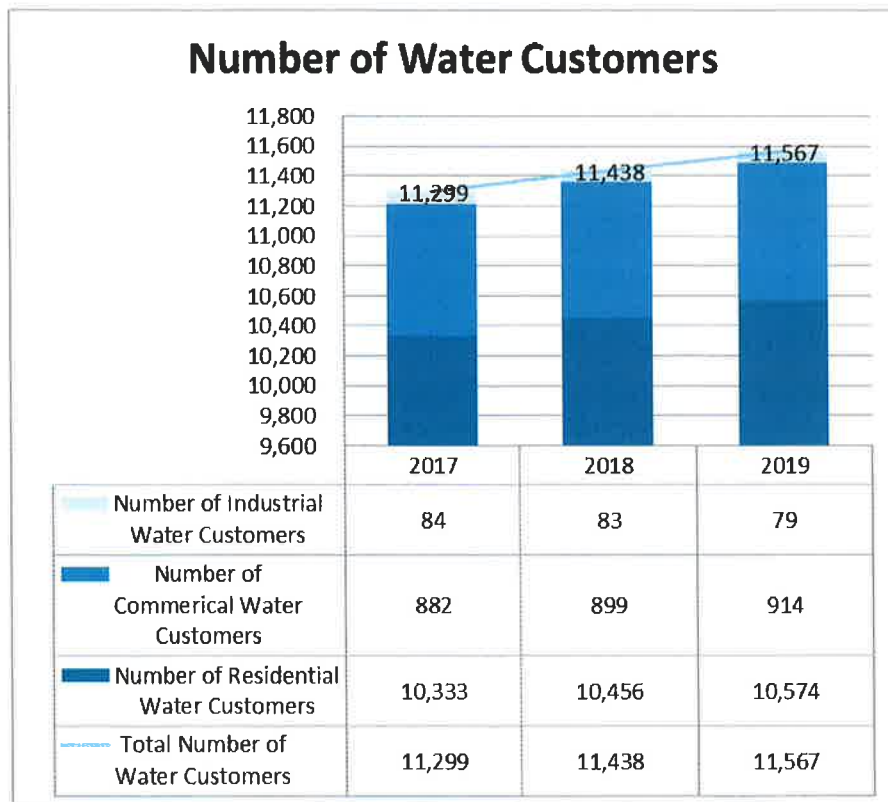 Number of Water Customers
11,800
11,600
11,400
11,200
11,000
10,800
10,600
10,400
10,200
10,000
9,800
9,600
11,299
11,438
11,567
2017 2018 2019
Number of Industrial
Water Customers
84 83 79
Number of
Commerical Water
Customers
882 899 914
Number of Residential
Water Customers
10,333 10,456 10,574
Total Number of
Water Customers
11,299 11,438 11,567